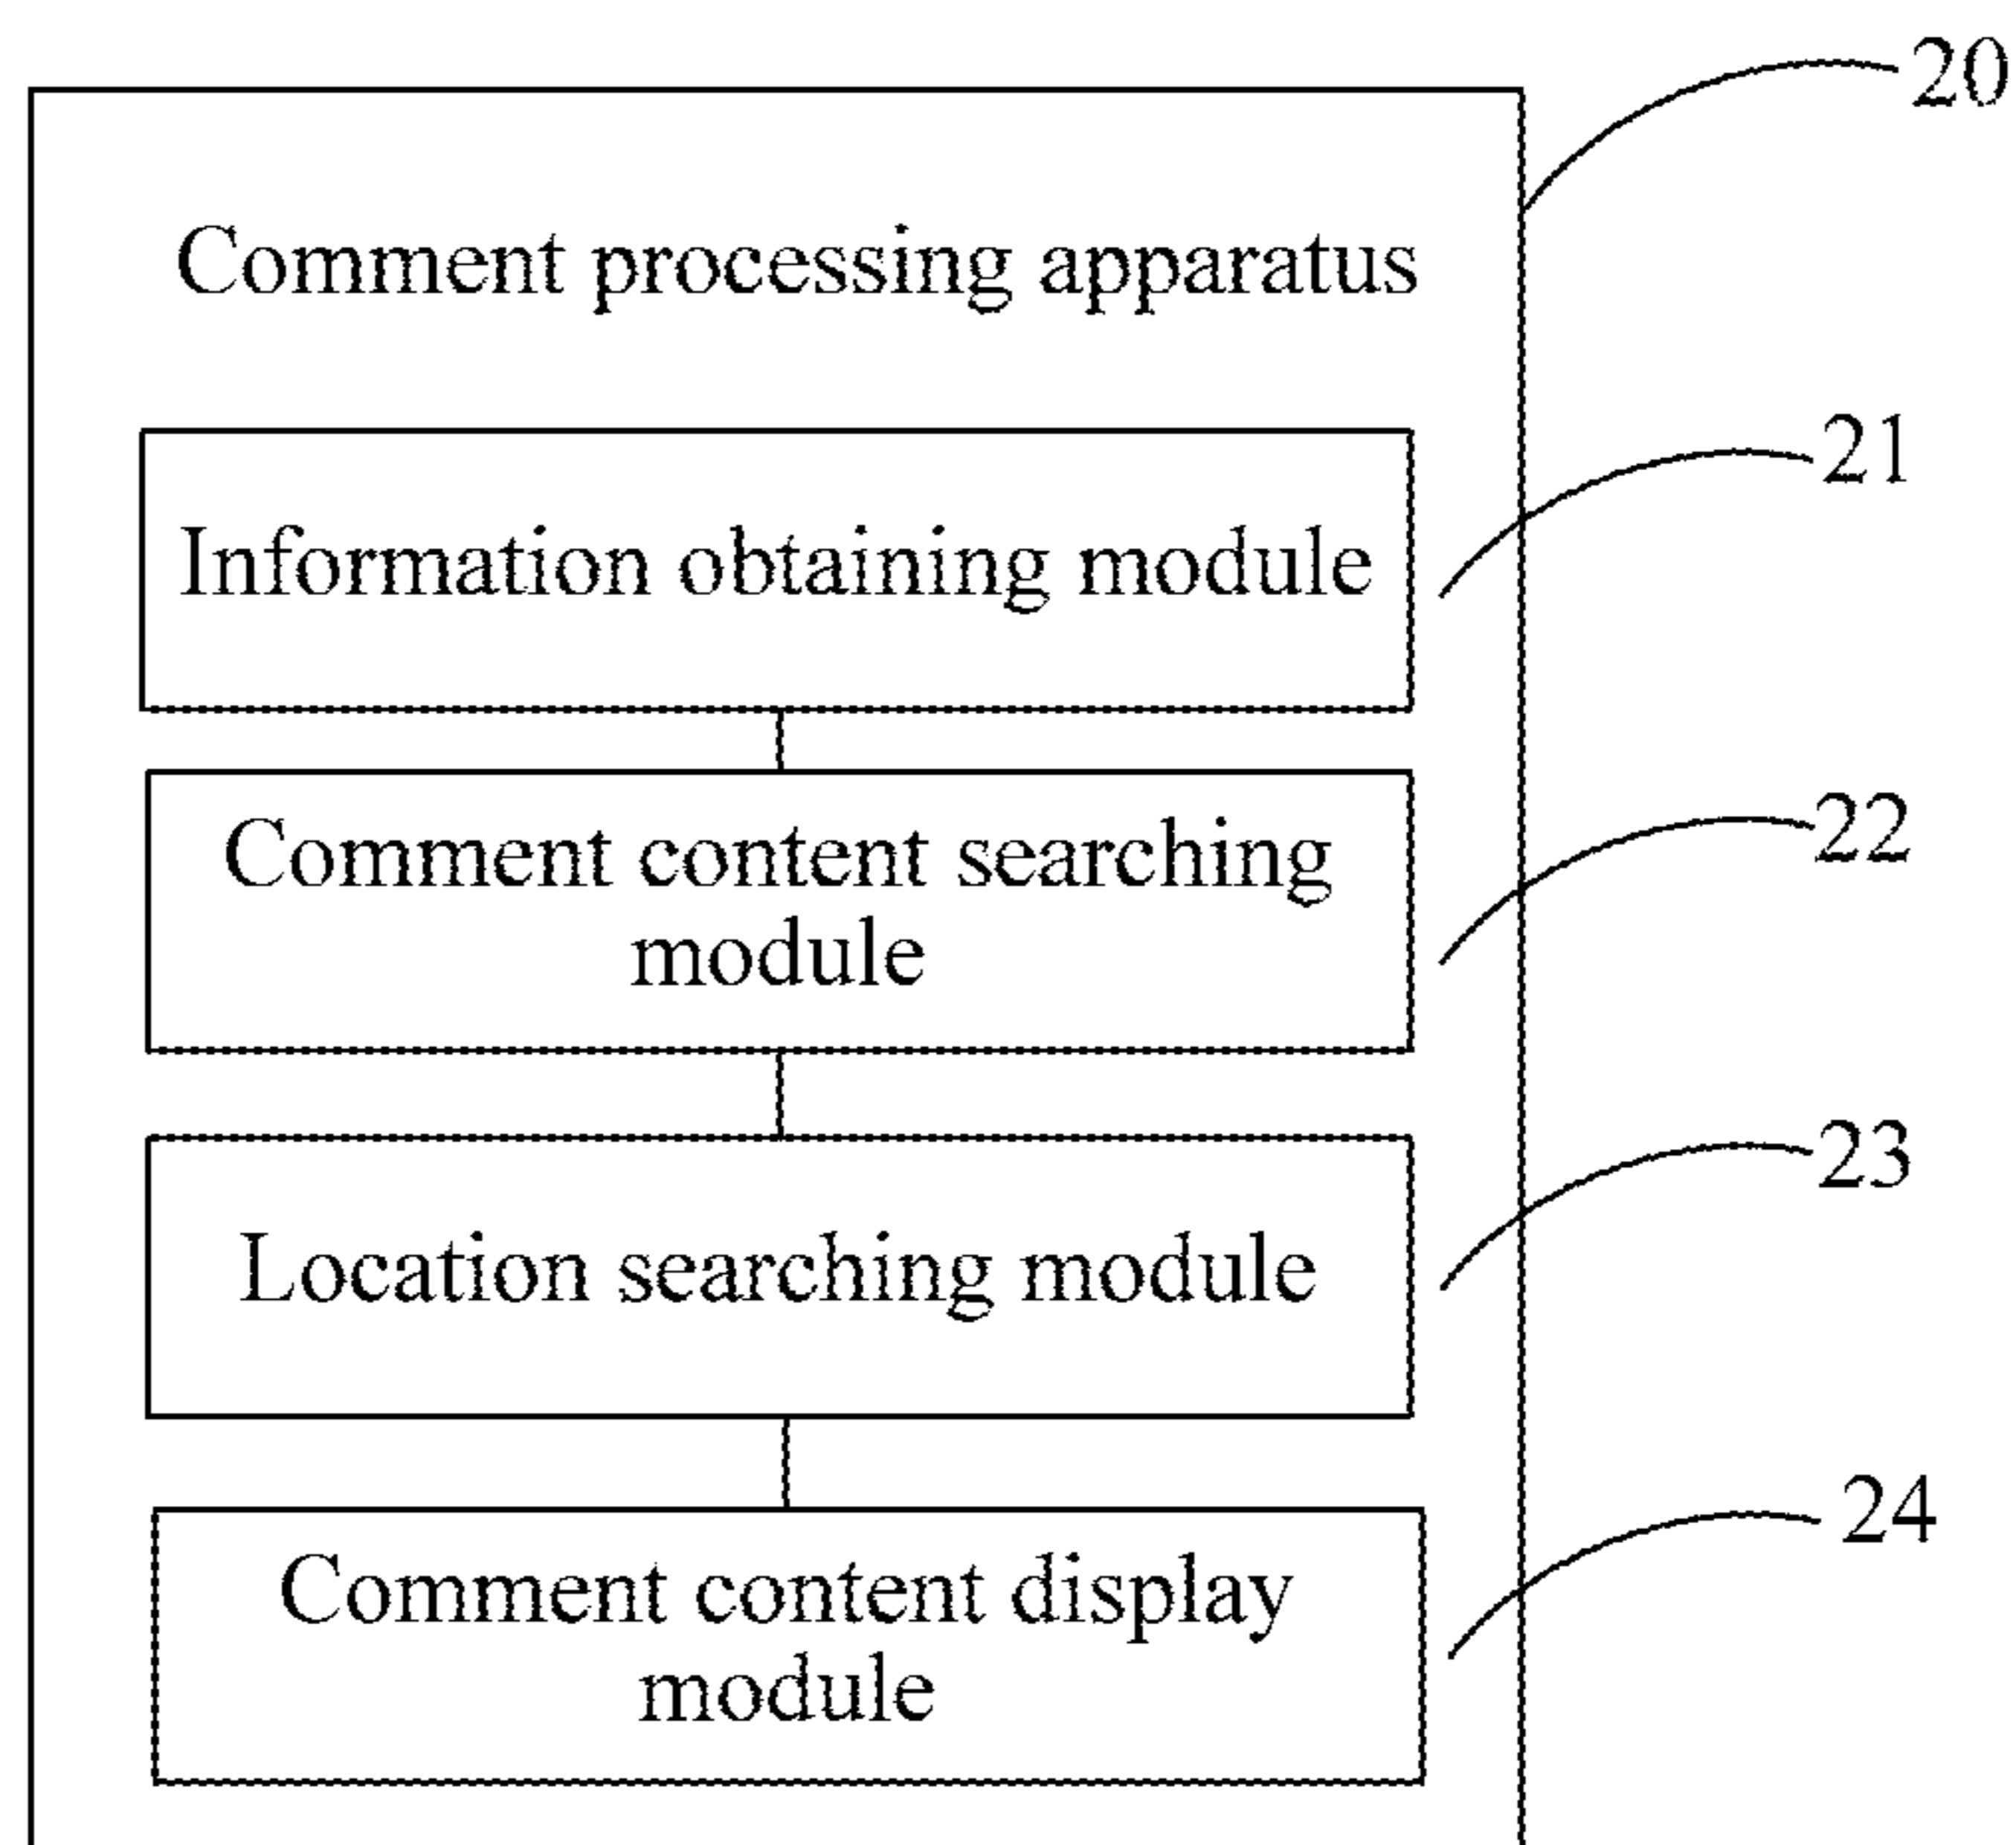 20
Comment processing apparatus
21
Information obtaining module
22
Comment content searching
module
23
Location searching module
24
Comment content display
module